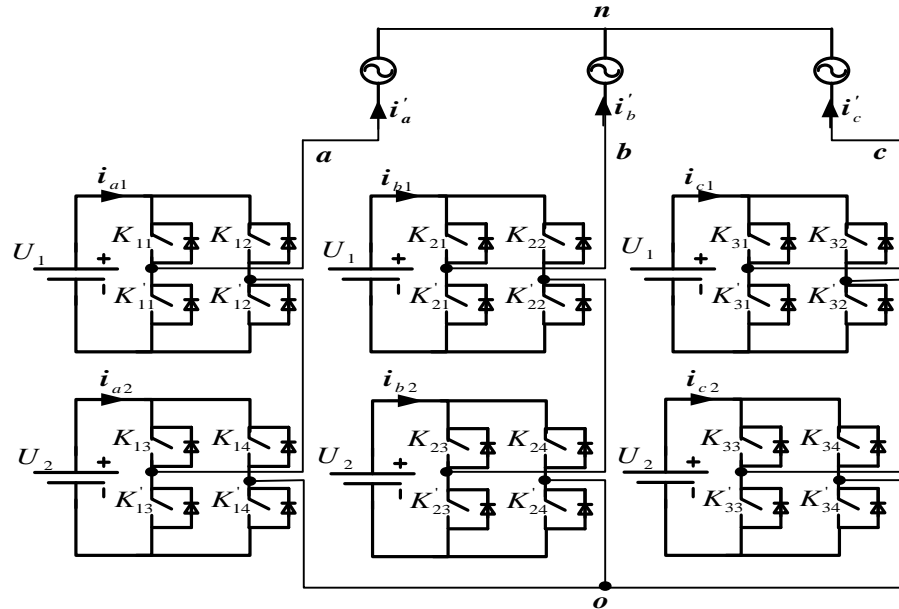 n
i'a i'b i'c
a b c
ia1 ib1 ic1
K11 K12 K21 K22 K31 K32
U1 + U1 + U1 +
K'11 K'12 K'21 K'22 K'31 K'32
ia2 ib2 ic2
K13 K14 K23 K24 K33 K34
U2 + U2 + U2 +
K'13 K'14 K'23 K'24 K'33 K'34
o